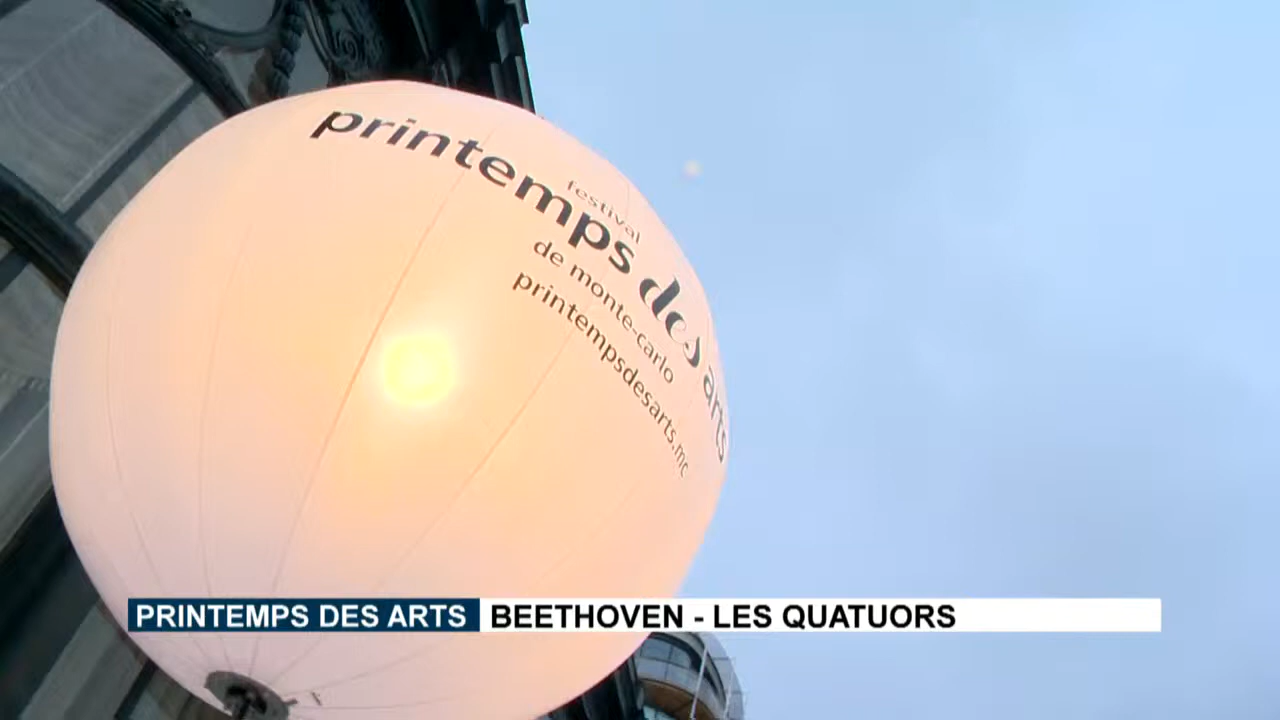 festival
printemps des arts
de monte-carlo
printempsdesarts.mc
PRINTEMPS DES ARTS BEETHOVEN - LES QUATUORS